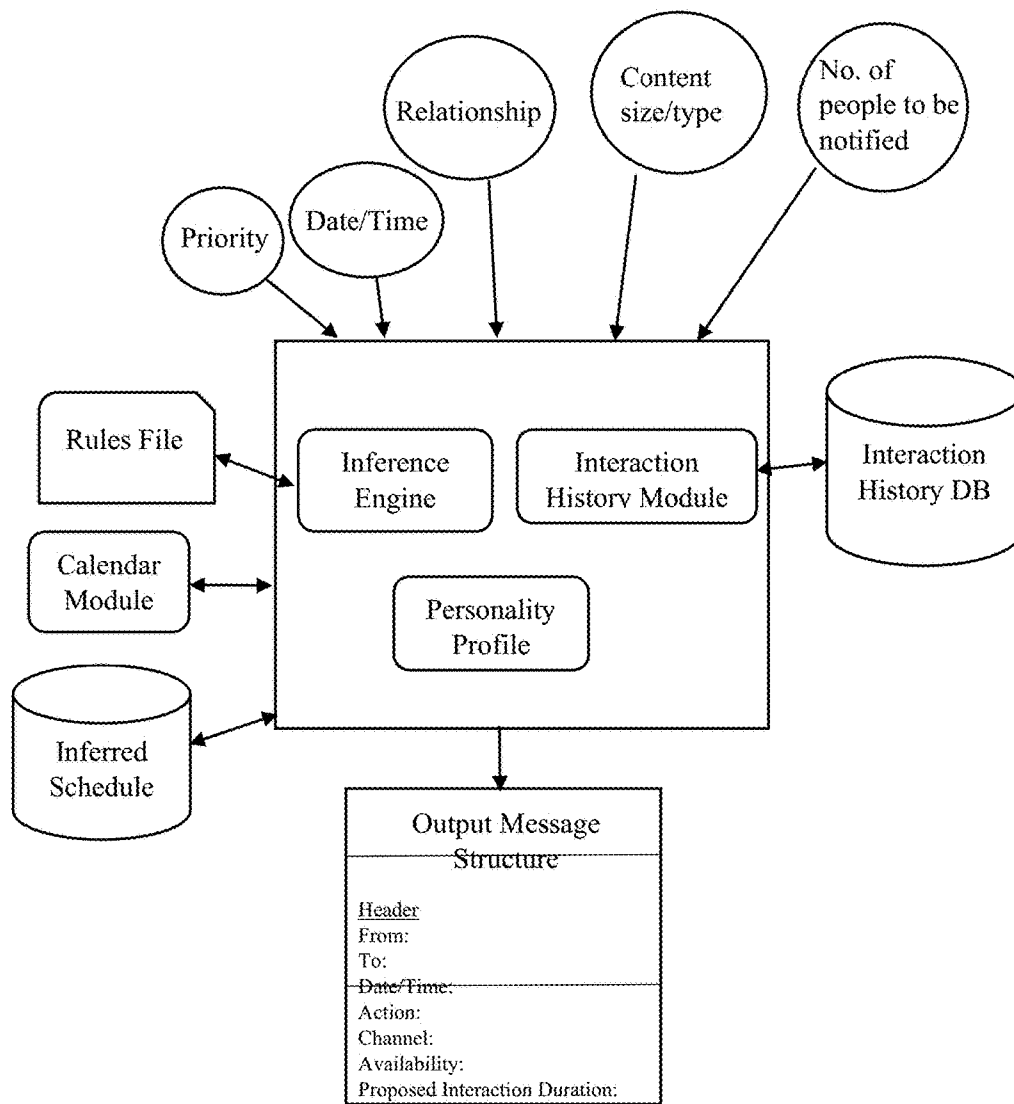 Relationship
Content
size/type
No. of
people to be
notified
Priority
Date/Time
Rules File
Inference
Engine
Interaction
History Module
Interaction
History DB
Calendar
Module
Personality
Profile
Inferred
Schedule
Output Message
Structure
Header
From:
To:
Date/Time:
Action:
Channel:
Availability:
Proposed Interaction Duration: